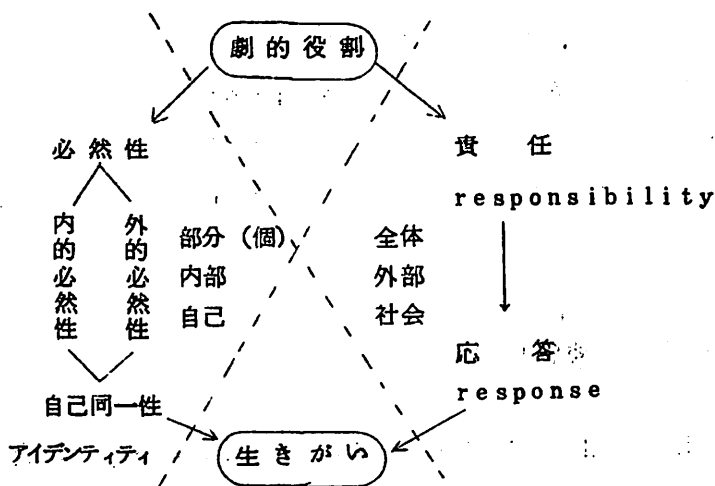 劇的役割
必然性
内的必然性
外的必然性
自己同一性
アイデンティティ
部分（個）
内部
自己
全体
外部
社会
責任
responsibility
応答
response
生きがい